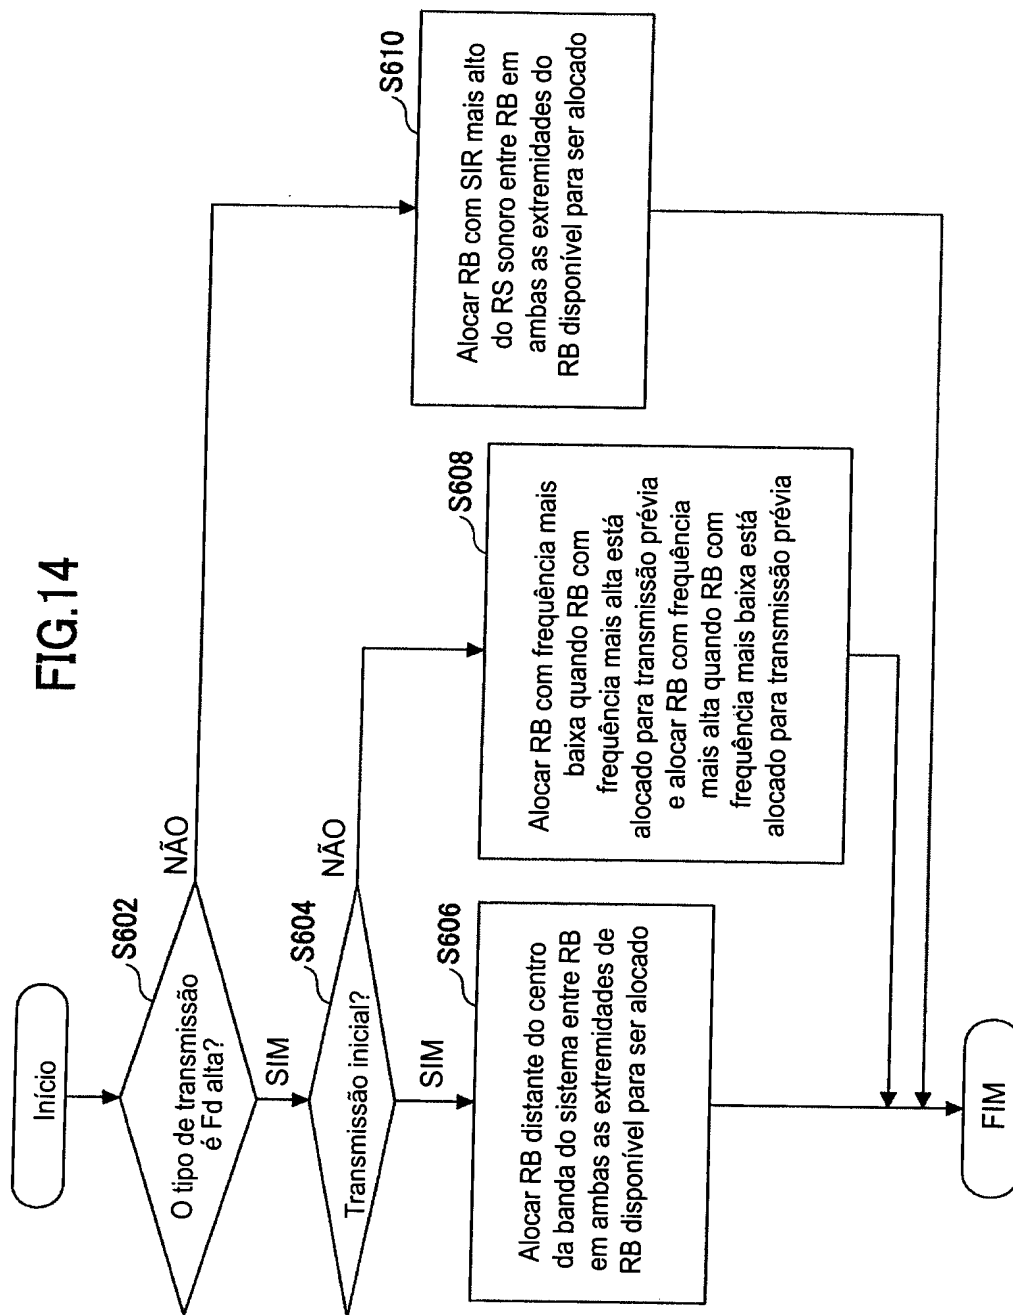 FIG.14
Início
S602
O tipo de transmissão
é Fd alta?
NÃO
SIM
S604
Transmissão inicial?
NÃO
SIM
S606
Alocar RB distante do centro
da banda do sistema entre RB
em ambas as extremidades de
RB disponível para ser alocado
S608
Alocar RB com frequência mais
baixa quando RB com
frequência mais alta está
alocado para transmissão prévia
e alocar RB com frequência
mais alta quando RB com
frequência mais baixa está
alocado para transmissão prévia
S610
Alocar RB com SIR mais alto
do RS sonoro entre RB em
ambas as extremidades do
RB disponível para ser alocado
FIM